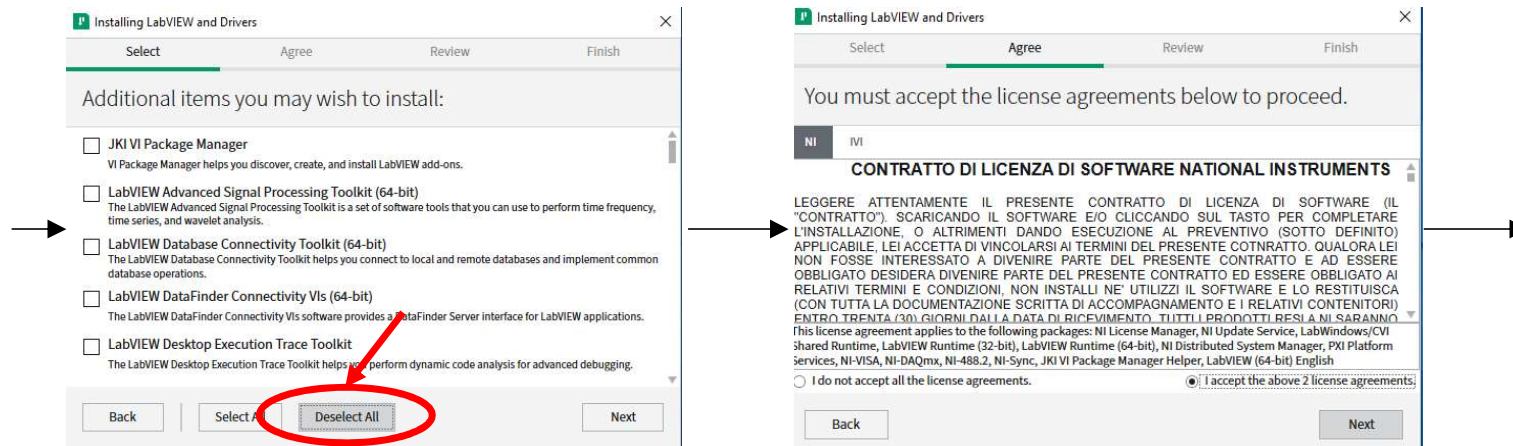 Installing LabVIEW and Drivers
Select Agree Review Finish
Additional items you may wish to install:
JKI VI Package Manager
VI Package Manager helps you discover, create, and install LabVIEW add-ons.
LabVIEW Advanced Signal Processing Toolkit (64-bit)
The LabVIEW Advanced Signal Processing Toolkit is a set of software tools that you can use to perform time frequency,
time series, and wavelet analysis.
LabVIEW Database Connectivity Toolkit (64-bit)
The LabVIEW Database Connectivity Toolkit helps you connect to local and remote databases and implement common
database operations.
LabVIEW DataFinder Connectivity VIs (64-bit)
The LabVIEW DataFinder Connectivity VIs software provides a DataFinder Server interface for LabVIEW applications.
LabVIEW Desktop Execution Trace Toolkit
The LabVIEW Desktop Execution Trace Toolkit helps you perform dynamic code analysis for advanced debugging.
Back Select All Deselect All Next
Installing LabVIEW and Drivers
Select Agree Review Finish
You must accept the license agreements below to proceed.
NI IVI
CONTRATTO DI LICENZA DI SOFTWARE NATIONAL INSTRUMENTS
LEGGERE ATTENTAMENTE IL PRESENTE CONTRATTO DI LICENZA DI SOFTWARE (IL
"CONTRATTO"). SCARICANDO IL SOFTWARE E/O CLICCANDO SUL TASTO PER COMPLETARE
L'INSTALLAZIONE, O ALTRIMENTI DANDO ESECUZIONE AL PREVENTIVO (SOTTO DEFINITO)
APPLICABILE, LEI ACCETTA DI VINCOLARSI AI TERMINI DEL PRESENTE COTNRATTO. QUALORA LEI
NON FOSSE INTERESSATO A DIVENIRE PARTE DEL PRESENTE CONTRATTO E AD ESSERE
OBBLIGATO DESIDERA DIVENIRE PARTE DEL PRESENTE CONTRATTO ED ESSERE OBBLIGATO AI
RELATIVI TERMINI E CONDIZIONI, NON INSTALLI NE' UTILIZZI IL SOFTWARE E LO RESTITUISCA
(CON TUTTA LA DOCUMENTAZIONE SCRITTA DI ACCOMPAGNAMENTO E I RELATIVI CONTENITORI)
ENTRO TRENTA (30) GIORNI DALLA DATA DI RICEVIMENTO. TUTTI I PRODOTTI RESI A NI SARANNO
This license agreement applies to the following packages: NI License Manager, NI Update Service, LabWindows/CVI
Shared Runtime, LabVIEW Runtime (32-bit), LabVIEW Runtime (64-bit), NI Distributed System Manager, PXI Platform
Services, NI-VISA, NI-DAQmx, NI-488.2, NI-Sync, JKI VI Package Manager Helper, LabVIEW (64-bit) English
I do not accept all the license agreements. I accept the above 2 license agreements.
Back Next